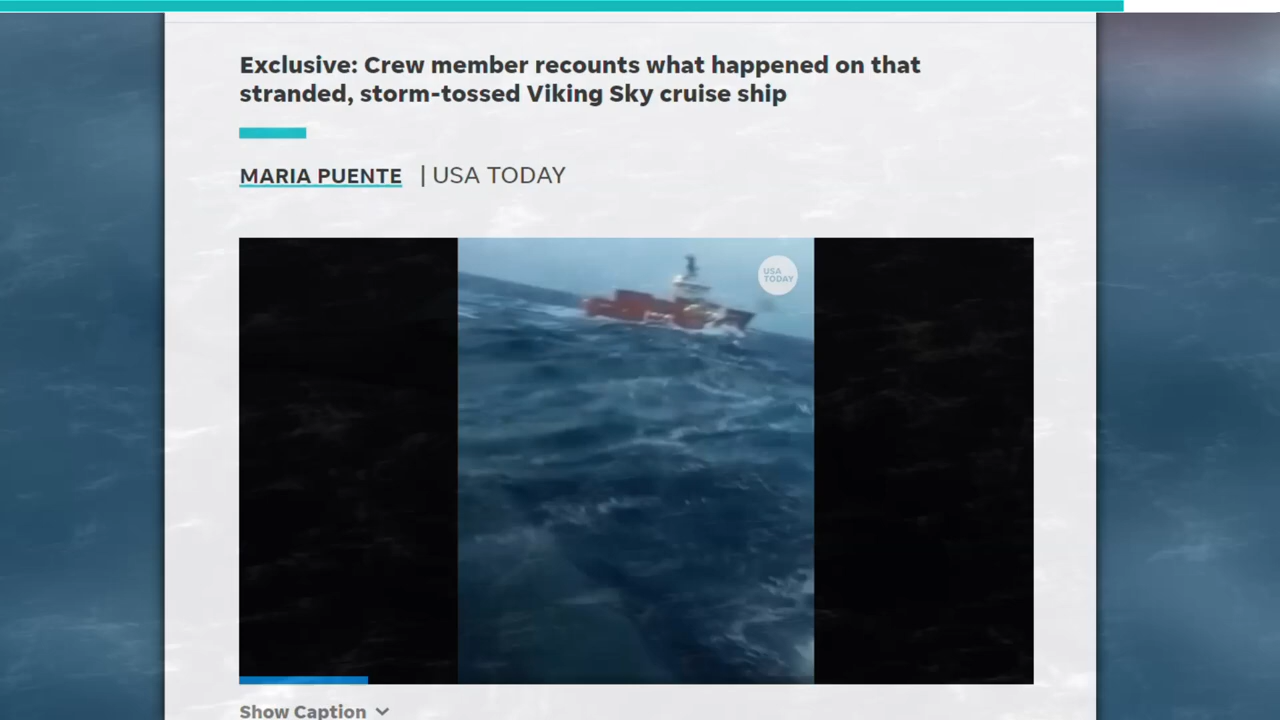 Exclusive: Crew member recounts what happened on that
stranded, storm-tossed Viking Sky cruise ship
MARIA PUENTE | USA TODAY
USA
TODAY
Show Caption